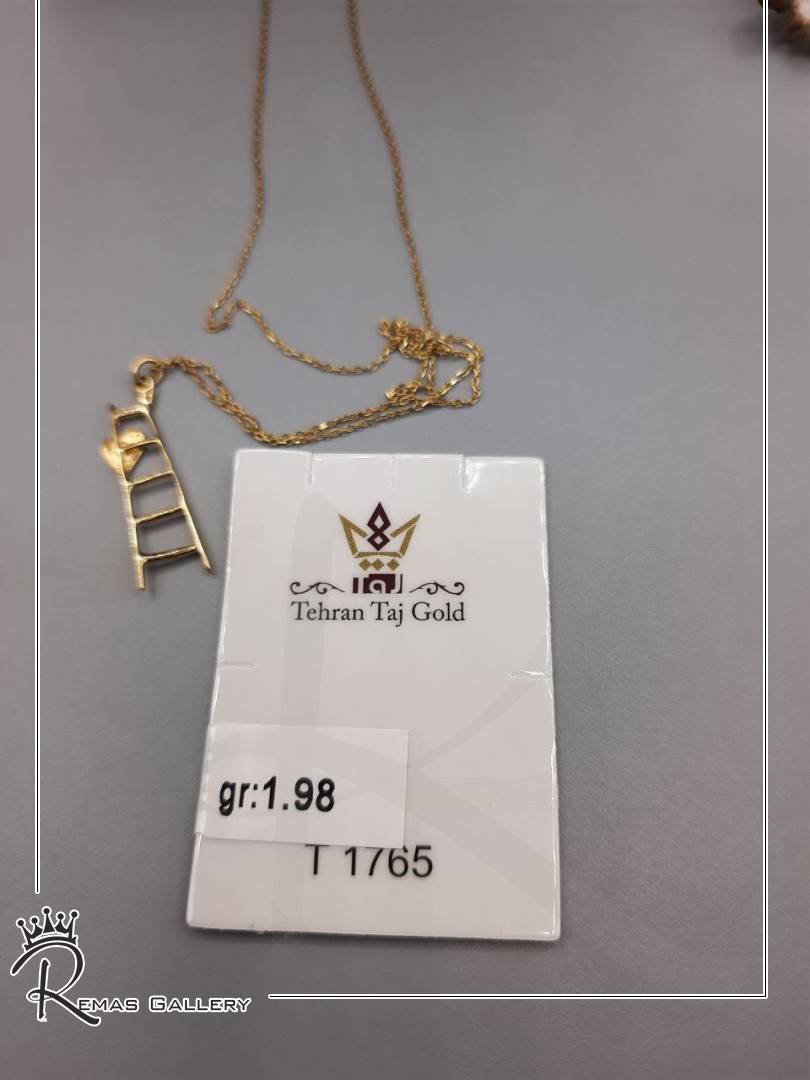 Tehran Taj Gold
gr:1.98
T 1765
REMAS GALLERY